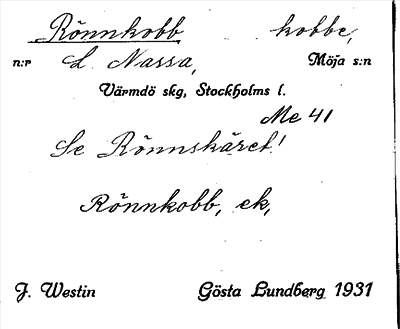 Rönnkobb kobbe,
n:r L. Nassa, Möja s:n
Värmdö skg, Stockholms l.
Me 41
Se Rönnskäret!
Rönnkobb, ek,
J. Westin Gösta Lundberg 1931